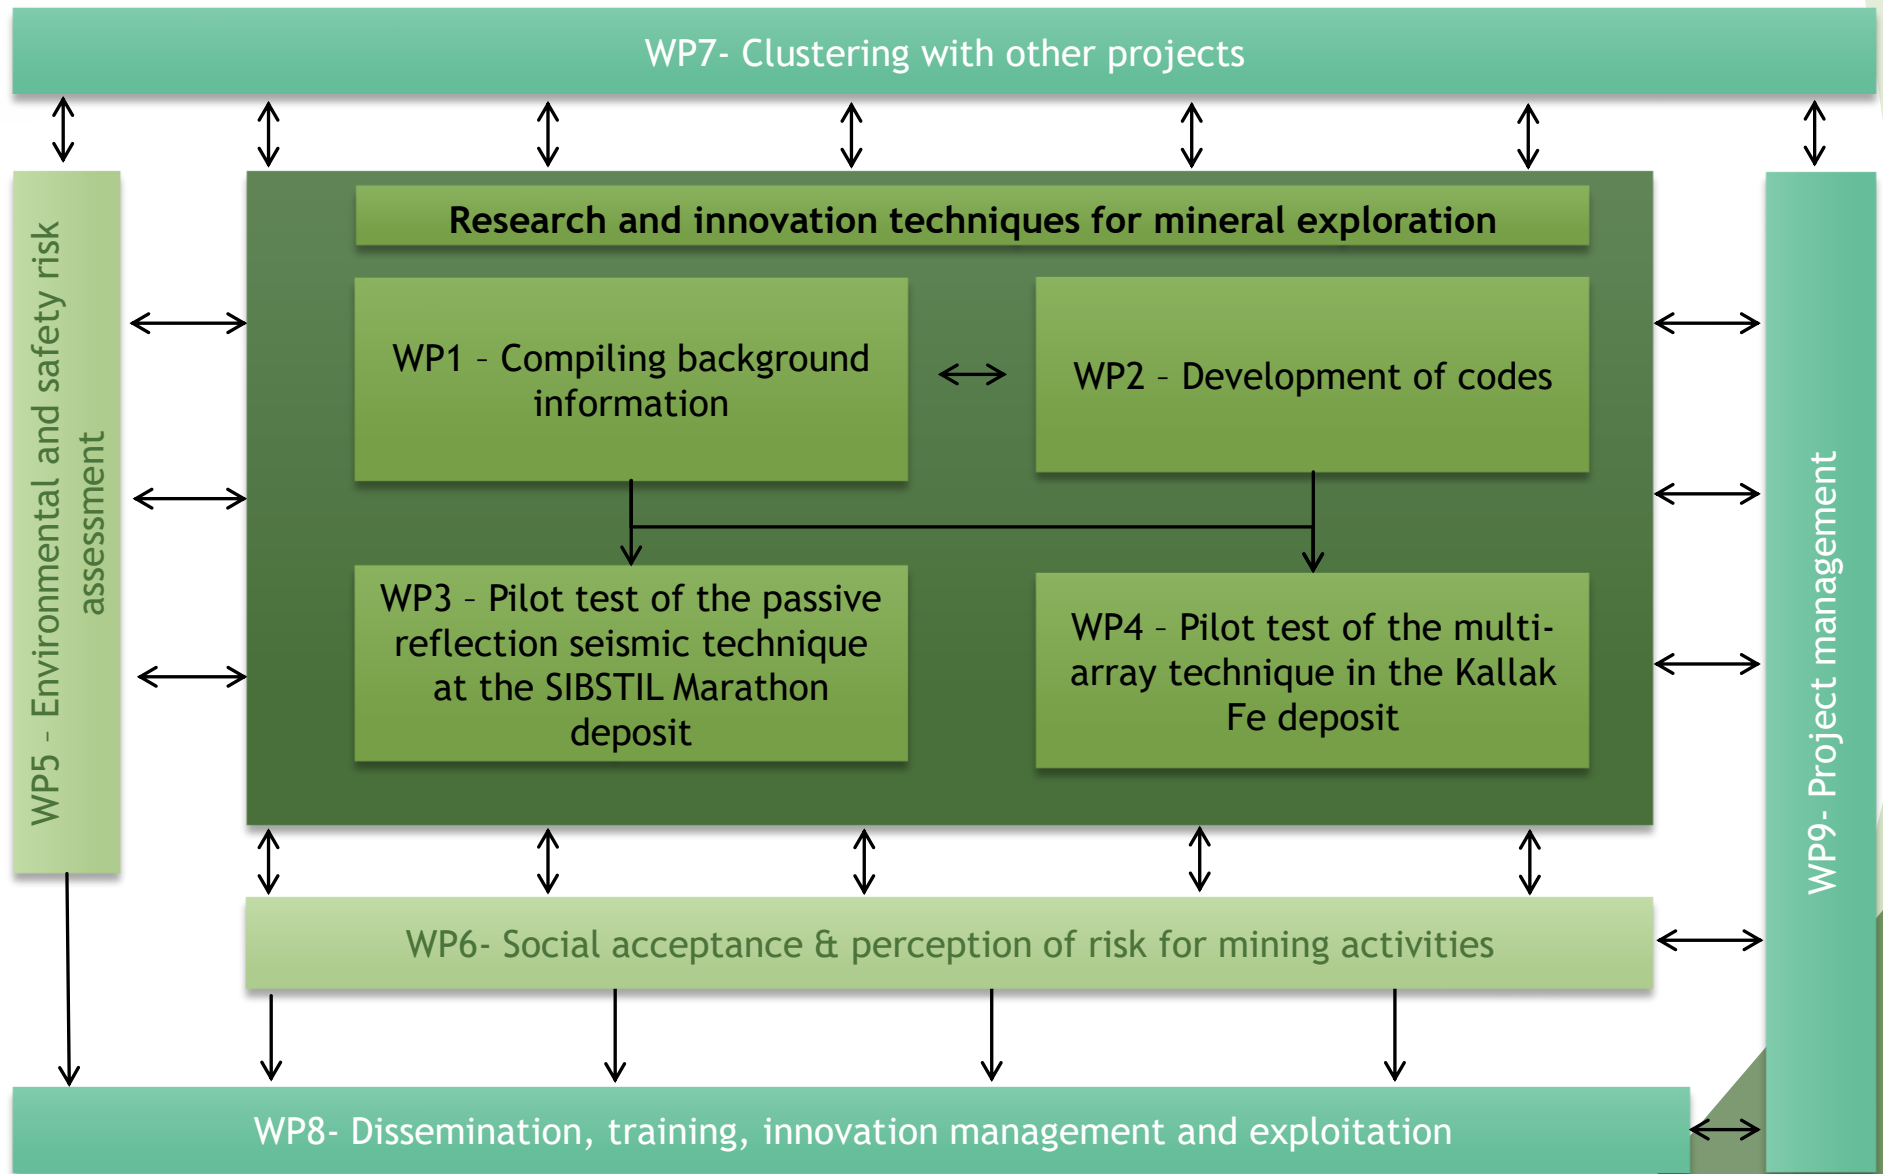 WP7- Clustering with other projects
Research and innovation techniques for mineral exploration
WP5 – Environmental and safety risk
assessment
WP1 – Compiling background
information
WP2 – Development of codes
WP3 – Pilot test of the passive
reflection seismic technique
at the SIBSTIL Marathon
deposit
WP4 – Pilot test of the multi-
array technique in the Kallak
Fe deposit
WP9- Project management
WP6- Social acceptance & perception of risk for mining activities
WP8- Dissemination, training, innovation management and exploitation